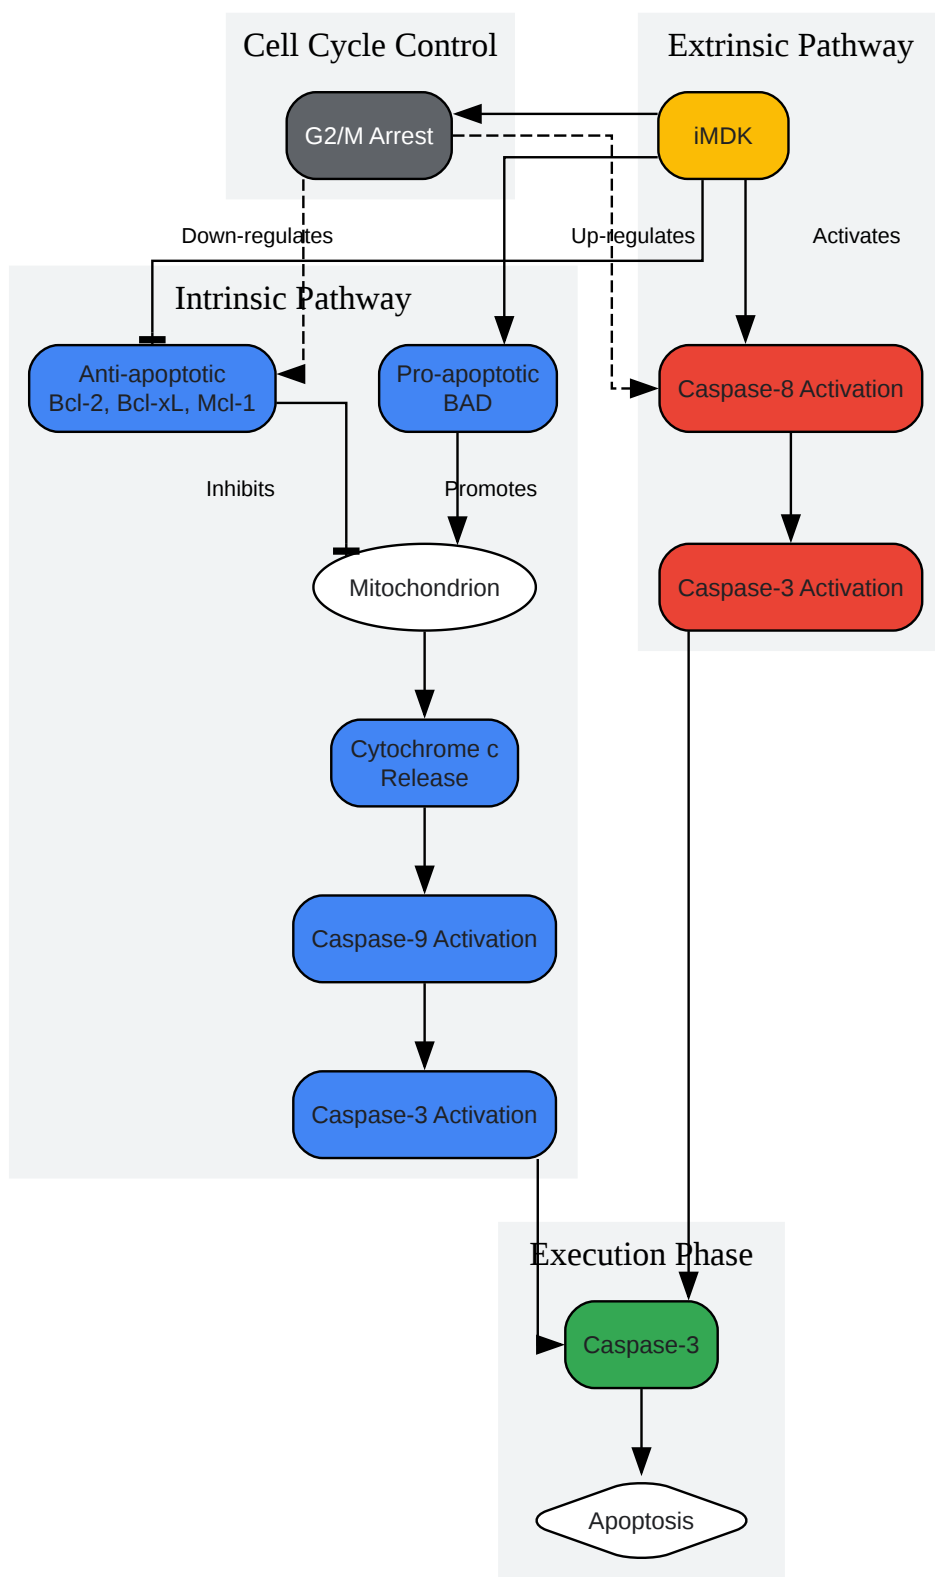 Cell Cycle Control
Extrinsic Pathway
G2/M Arrest
iMDK
Down-regulates
Up-regulates
Activates
Intrinsic Pathway
Anti-apoptotic
Bcl-2, Bcl-xL, Mcl-1
Pro-apoptotic
BAD
Caspase-8 Activation
Inhibits
Promotes
Mitochondrion
Caspase-3 Activation
Cytochrome c
Release
Caspase-9 Activation
Caspase-3 Activation
Execution Phase
Caspase-3
Apoptosis